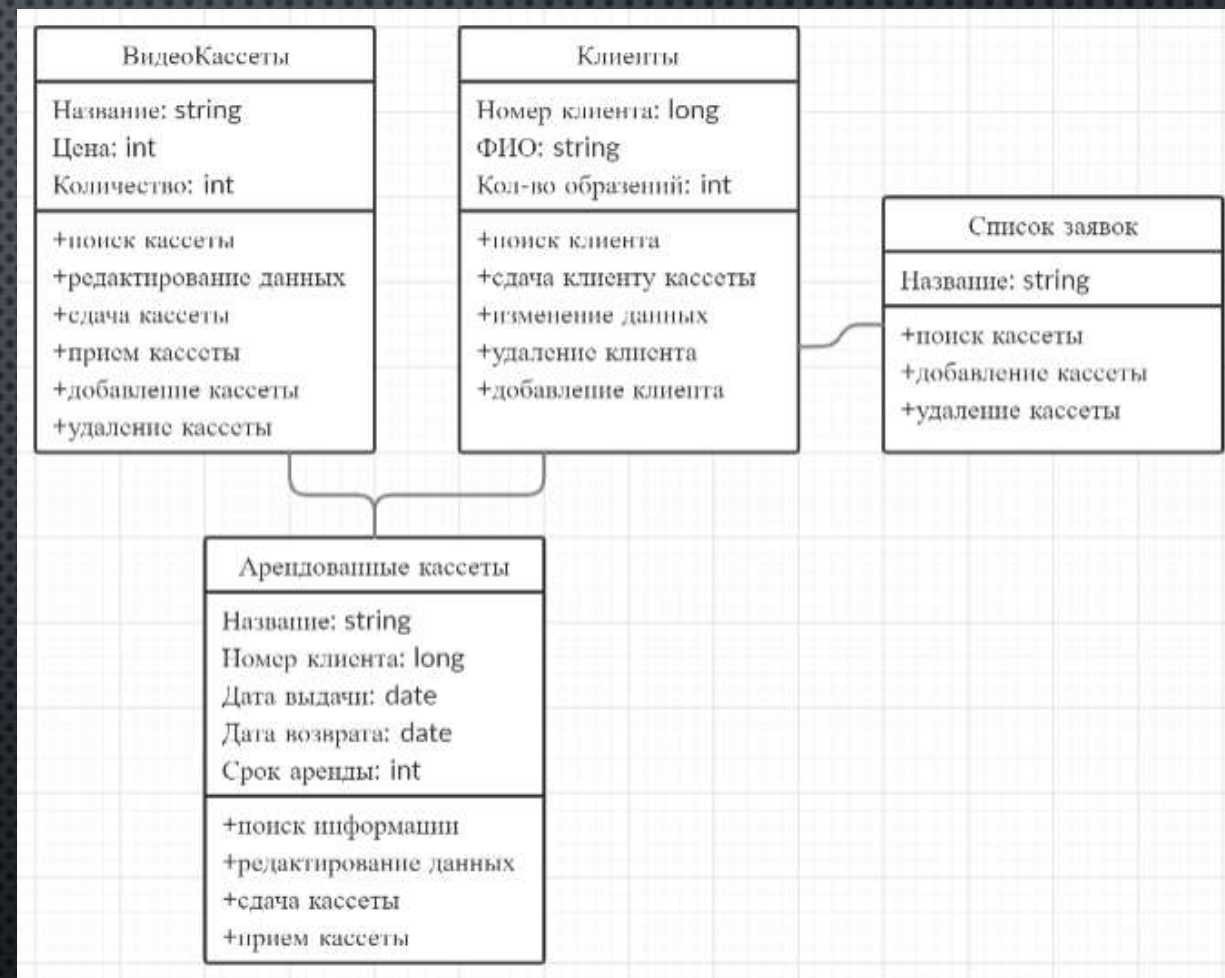 ВидеоКассеты
Название: string
Цена: int
Количество: int
+поиск кассеты
+редактирование данных
+сдача кассеты
+прием кассеты
+добавление кассеты
+удаление кассеты
Клиенты
Номер клиента: long
ФИО: string
Кол-во образений: int
+поиск клиента
+сдача клиенту кассеты
+изменение данных
+удаление клиента
+добавление клиента
Список заявок
Название: string
+поиск кассеты
+добавление кассеты
+удаление кассеты
Арендованные кассеты
Название: string
Номер клиента: long
Дата выдачи: date
Дата возврата: date
Срок аренды: int
+поиск информации
+редактирование данных
+сдача кассеты
+прием кассеты